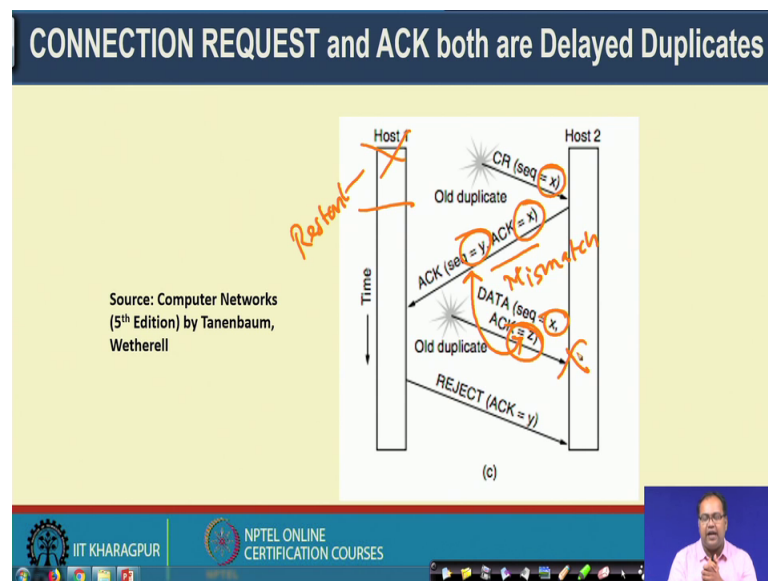 CONNECTION REQUEST and ACK both are Delayed Duplicates
Host 1
Host 2
CR (seq = x)
Old duplicate
Restart
ACK (seq = y, ACK = x)
Mismatch
Time
Source: Computer Networks
(5th Edition) by Tanenbaum,
Wetherell
DATA (seq = x,
ACK = z)
Old duplicate
REJECT (ACK = y)
(c)
IIT KHARAGPUR
NPTEL ONLINE
CERTIFICATION COURSES